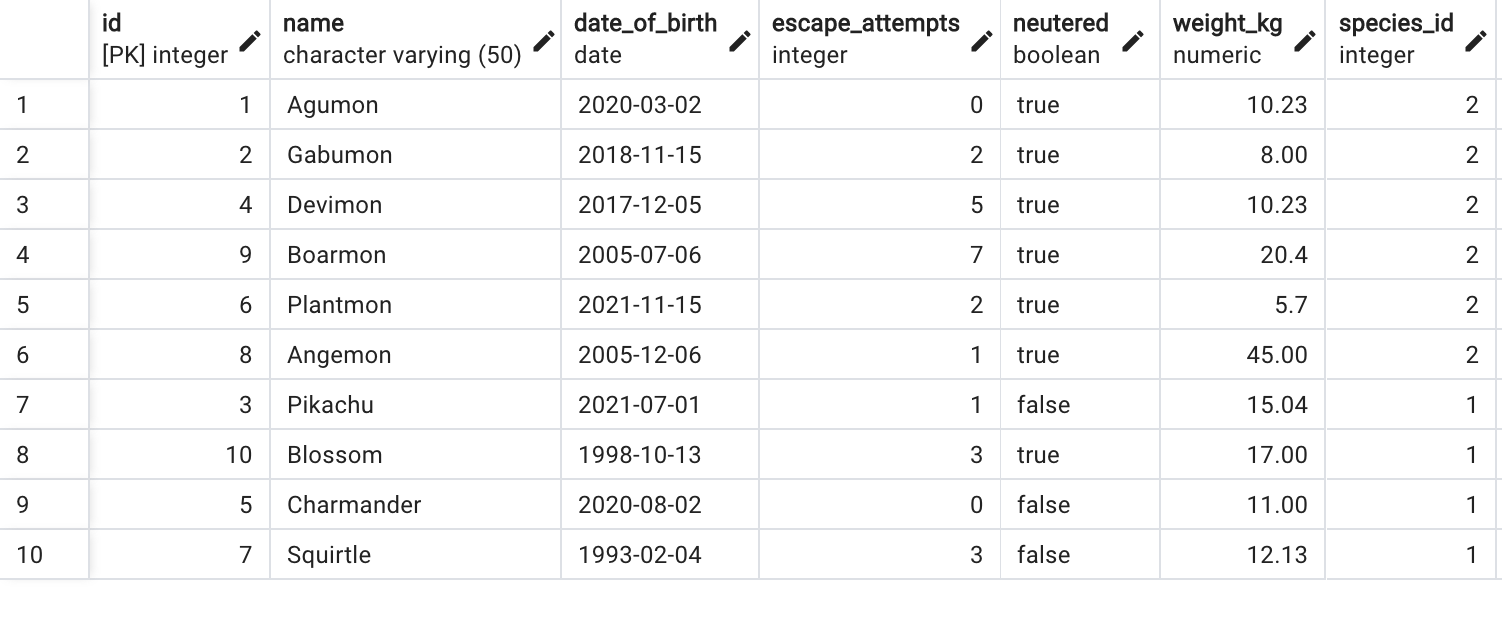 id name date_of_birth escape_attempts neutered weight_kg species_id
[PK] integer character varying (50) date integer boolean numeric integer
1 1 Agumon 2020-03-02 0 true 10.23 2
2 2 Gabumon 2018-11-15 2 true 8.00 2
3 4 Devimon 2017-12-05 5 true 10.23 2
4 9 Boarmon 2005-07-06 7 true 20.4 2
5 6 Plantmon 2021-11-15 2 true 5.7 2
6 8 Angemon 2005-12-06 1 true 45.00 2
7 3 Pikachu 2021-07-01 1 false 15.04 1
8 10 Blossom 1998-10-13 3 true 17.00 1
9 5 Charmander 2020-08-02 0 false 11.00 1
10 7 Squirtle 1993-02-04 3 false 12.13 1